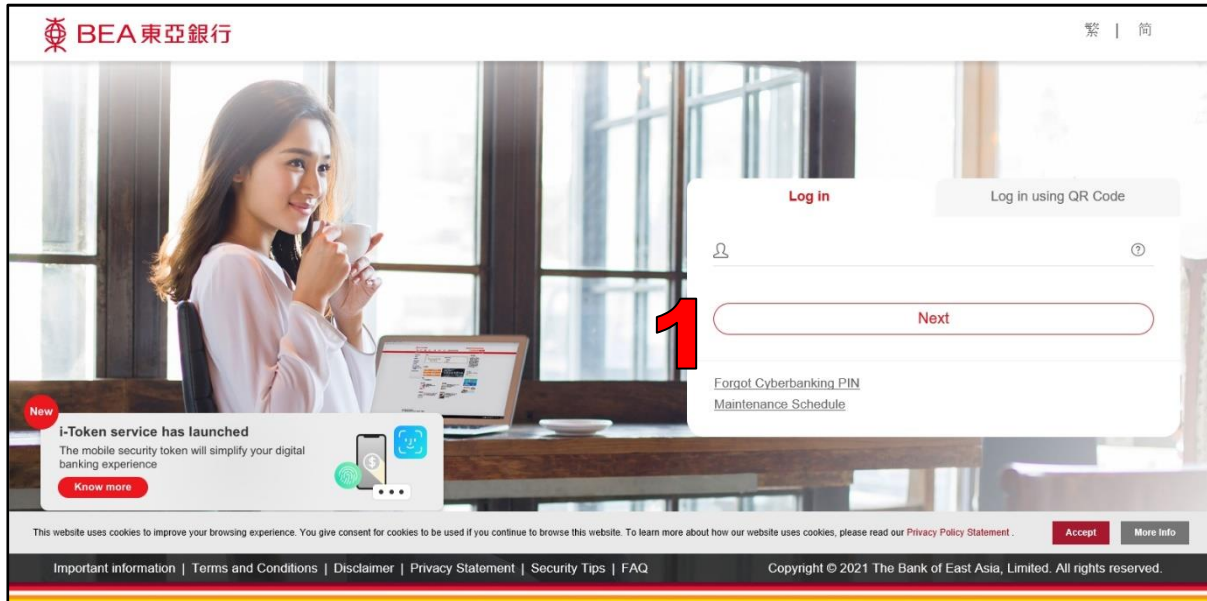 BEA東亞銀行
繁 | 简
Log in
Log in using QR Code
1
Next
Forgot Cyberbanking PIN
Maintenance Schedule
New
i-Token service has launched
The mobile security token will simplify your digital
banking experience
Know more
This website uses cookies to improve your browsing experience. You give consent for cookies to be used if you continue to browse this website. To learn more about how our website uses cookies, please read our Privacy Policy Statement .
Accept
More Info
Important information | Terms and Conditions | Disclaimer | Privacy Statement | Security Tips | FAQ
Copyright © 2021 The Bank of East Asia, Limited. All rights reserved.